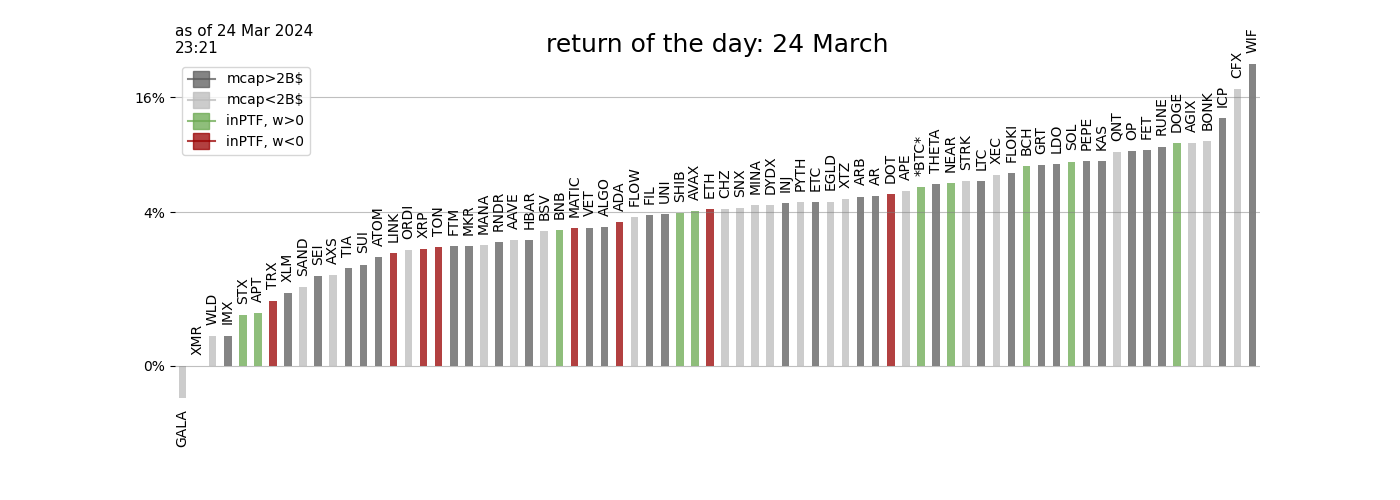 as of 24 Mar 2024
23:21
return of the day: 24 March
mcap>2B$
mcap<2B$
inPTF, w>0
inPTF, w<0
16%
4%
0%
GALA
XMR
WLD
IMX
STX
APT
TRX
XLM
SAND
SEI
AXS
TIA
SUI
ATOM
LINK
ORDI
XRP
TON
FTM
MKR
MANA
RNDR
AAVE
HBAR
BSV
BNB
MATIC
VET
ALGO
ADA
FLOW
FIL
UNI
SHIB
AVAX
ETH
CHZ
SNX
MINA
DYDX
INJ
PYTH
ETC
EGLD
XTZ
ARB
AR
DOT
APE
*BTC*
THETA
NEAR
STRK
LTC
XEC
FLOKI
BCH
GRT
LDO
SOL
PEPE
KAS
QNT
OP
FET
RUNE
DOGE
AGIX
BONK
ICP
CFX
WIF